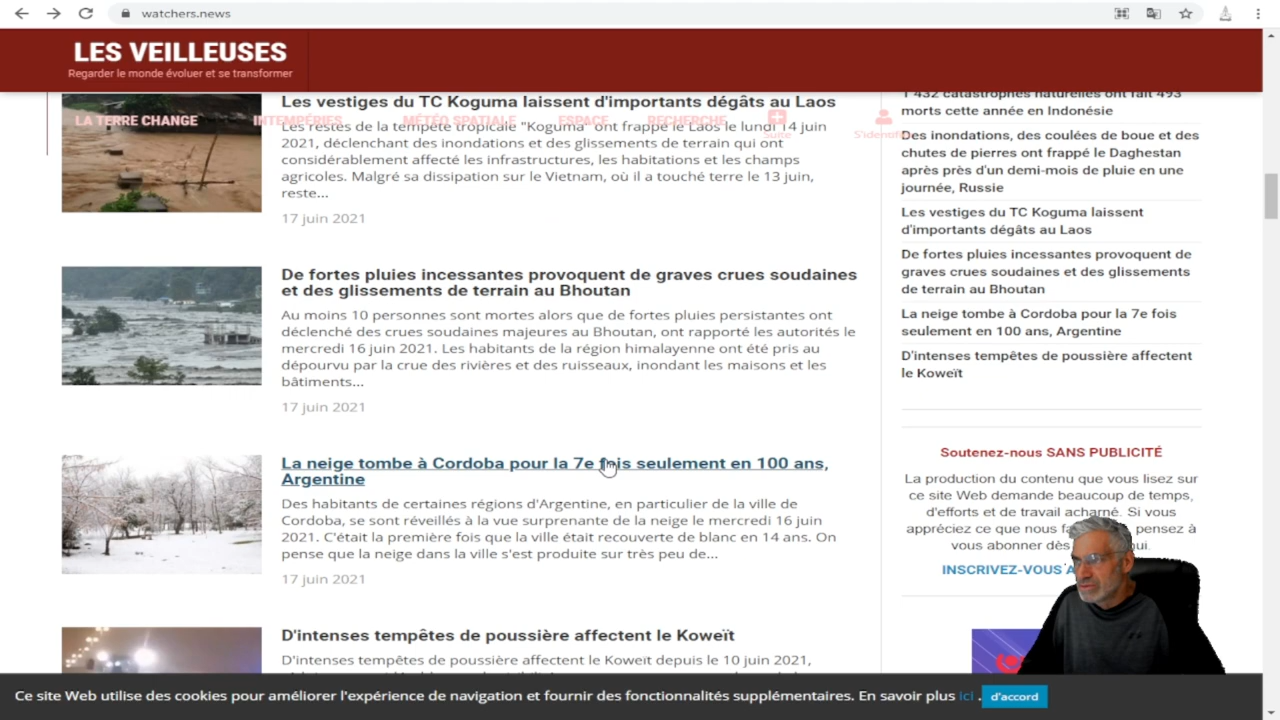 watchers.news
LES VEILLEUSES
Regarder le monde évoluer et se transformer
LA TERRE CHANGE
INTEMPÉRIES
MÉTÉO SPATIALE
ESPACE
RECHERCHE
Suite
Les vestiges du TC Koguma laissent d'importants dégâts au Laos
Les restes de la tempête tropicale "Koguma" ont frappé le Laos le lundi 14 juin
2021, déclenchant des inondations et des glissements de terrain qui ont
considérablement affecté les infrastructures, les habitations et les champs
agricoles. Malgré sa dissipation sur le Vietnam, où il a touché terre le 13 juin,
reste...
17 juin 2021
De fortes pluies incessantes provoquent de graves crues soudaines
et des glissements de terrain au Bhoutan
Au moins 10 personnes sont mortes alors que de fortes pluies persistantes ont
déclenché des crues soudaines majeures au Bhoutan, ont rapporté les autorités le
mercredi 16 juin 2021. Les habitants de la région himalayenne ont été pris au
dépourvu par la crue des rivières et des ruisseaux, inondant les maisons et les
bâtiments...
17 juin 2021
La neige tombe à Cordoba pour la 7e fois seulement en 100 ans,
Argentine
Des habitants de certaines régions d'Argentine, en particulier de la ville de
Cordoba, se sont réveillés à la vue surprenante de la neige le mercredi 16 juin
2021. C'était la première fois que la ville était recouverte de blanc en 14 ans. On
pense que la neige dans la ville s'est produite sur très peu de...
17 juin 2021
D'intenses tempêtes de poussière affectent le Koweït
D'intenses tempêtes de poussière affectent le Koweït depuis le 10 juin 2021,
1 432 catastrophes naturelles ont fait 493
morts cette année en Indonésie
Des inondations, des coulées de boue et des
chutes de pierres ont frappé le Daghestan
après près d'un demi-mois de pluie en une
journée, Russie
Les vestiges du TC Koguma laissent
d'importants dégâts au Laos
De fortes pluies incessantes provoquent de
graves crues soudaines et des glissements
de terrain au Bhoutan
La neige tombe à Cordoba pour la 7e fois
seulement en 100 ans, Argentine
D'intenses tempêtes de poussière affectent
le Koweït
Soutenez-nous SANS PUBLICITÉ
La production du contenu que vous lisez sur
ce site Web demande beaucoup de temps,
d'efforts et de travail acharné. Si vous
appréciez ce que nous pensez à
vous abonner dès
INSCRIVEZ-VOUS
Ce site Web utilise des cookies pour améliorer l'expérience de navigation et fournir des fonctionnalités supplémentaires. En savoir plus ici . d'accord